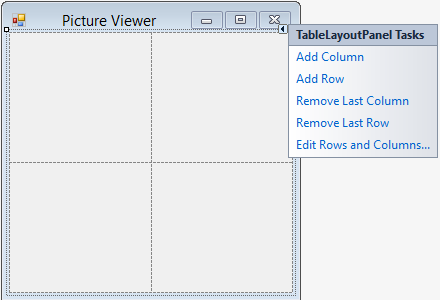 Picture Viewer
TableLayoutPanel Tasks
Add Column
Add Row
Remove Last Column
Remove Last Row
Edit Rows and Columns...